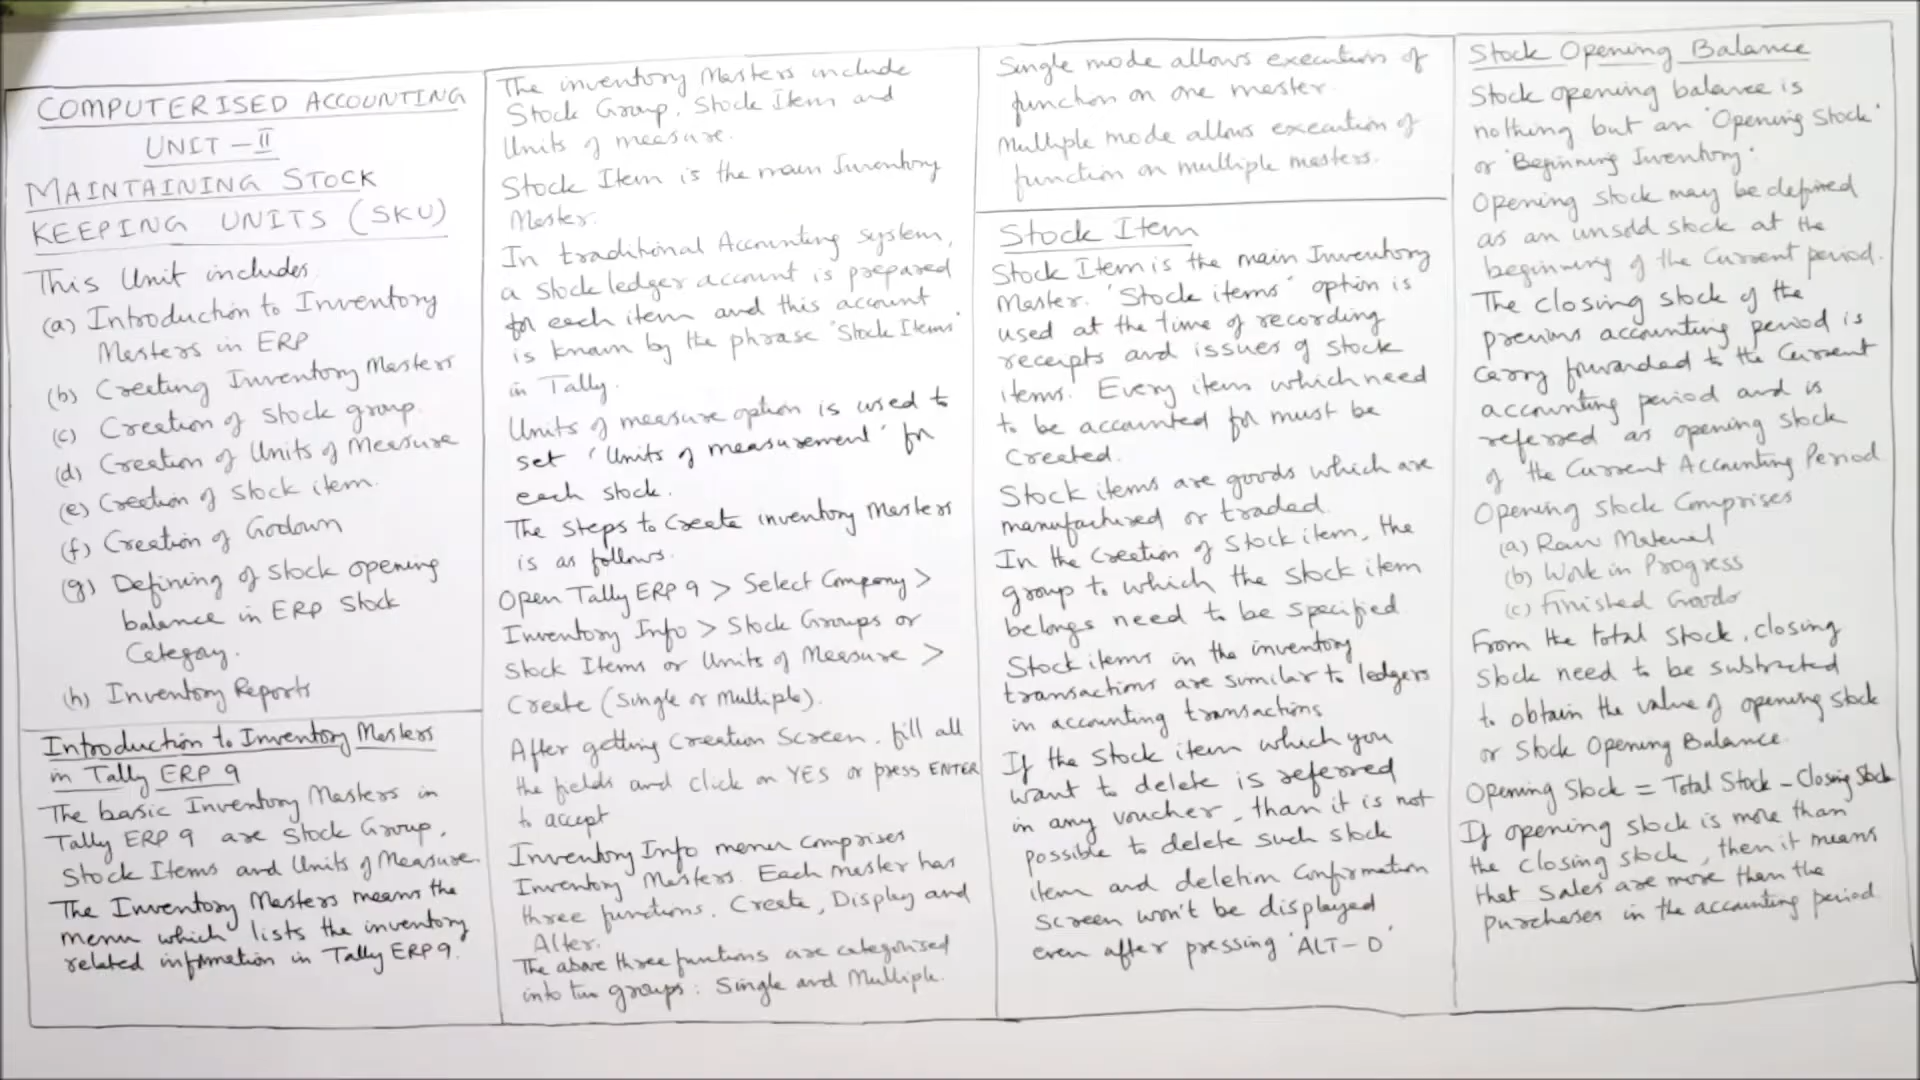 COMPUTERISED ACCOUNTING
UNIT - II
MAINTAINING STOCK
KEEPING UNITS (SKU)
This Unit includes
(a) Introduction to Inventory
Masters in ERP
(b) Creating Inventory Masters
(c) Creation of Stock group.
(d) Creation of Units of Measure
(e) Creation of Stock item.
(f) Creation of Godown
(g) Defining of Stock opening
balance in ERP Stock
Category.
(h) Inventory Reports
Introduction to Inventory Masters
in Tally ERP 9
The basic Inventory Masters in
Tally ERP 9 are Stock Group,
Stock Items and Units of Measure.
The Inventory Masters means the
menu which lists the inventory
related information in Tally ERP 9.
The inventory Masters include
Stock Group, Stock Item and
Units of measure.
Stock Item is the main Inventory
Master.
In traditional Accounting system,
a stock ledger account is prepared
for each item and this account
is known by the phrase 'Stock Items'
in Tally.
Units of measure option is used to
set 'Units of measurement' for
each stock.
The steps to create inventory Masters
is as follows.
Open Tally ERP 9 > Select Company >
Inventory Info > Stock Groups or
Stock Items or Units of Measure >
Create (Single or Multiple).
After getting Creation Screen, fill all
the fields and click on YES or press ENTER
to accept
Inventory Info menu comprises
Inventory Masters. Each master has
three functions. Create, Display and
Alter.
The above three functions are categorised
into two groups: Single and Multiple.
Single mode allows execution of
function on one master.
Multiple mode allows execution of
function on multiple masters.
Stock Item
Stock Item is the main Inventory
Master. 'Stock items' option is
used at the time of recording
receipts and issues of stock
items. Every item which need
to be accounted for must be
created.
Stock items are goods which are
manufactured or traded.
In the creation of Stock item, the
group to which the stock item
belongs need to be specified
Stock items in the inventory
transactions are similar to ledgers
in accounting transactions
If the stock item which you
want to delete is referred
in any voucher, than it is not
possible to delete such stock
item and deletion Confirmation
screen won't be displayed
even after pressing 'ALT-D'
Stock Opening Balance
Stock opening balance is
nothing but an 'Opening Stock'
or 'Beginning Inventory'.
Opening stock may be defined
as an unsold stock at the
beginning of the Current period.
The closing stock of the
previous accounting period is
carry forwarded to the Current
accounting period and is
referred as opening stock
of the Current Accounting Period
Opening Stock Comprises
(a) Raw Material
(b) Work in Progress
(c) Finished Goods
From the total stock, closing
stock need to be substracted
to obtain the value of opening stock
or Stock Opening Balance.
Opening Stock = Total Stock - Closing Stock
If opening stock is more than
the closing stock, then it means
that sales are more than the
purchases in the accounting period.